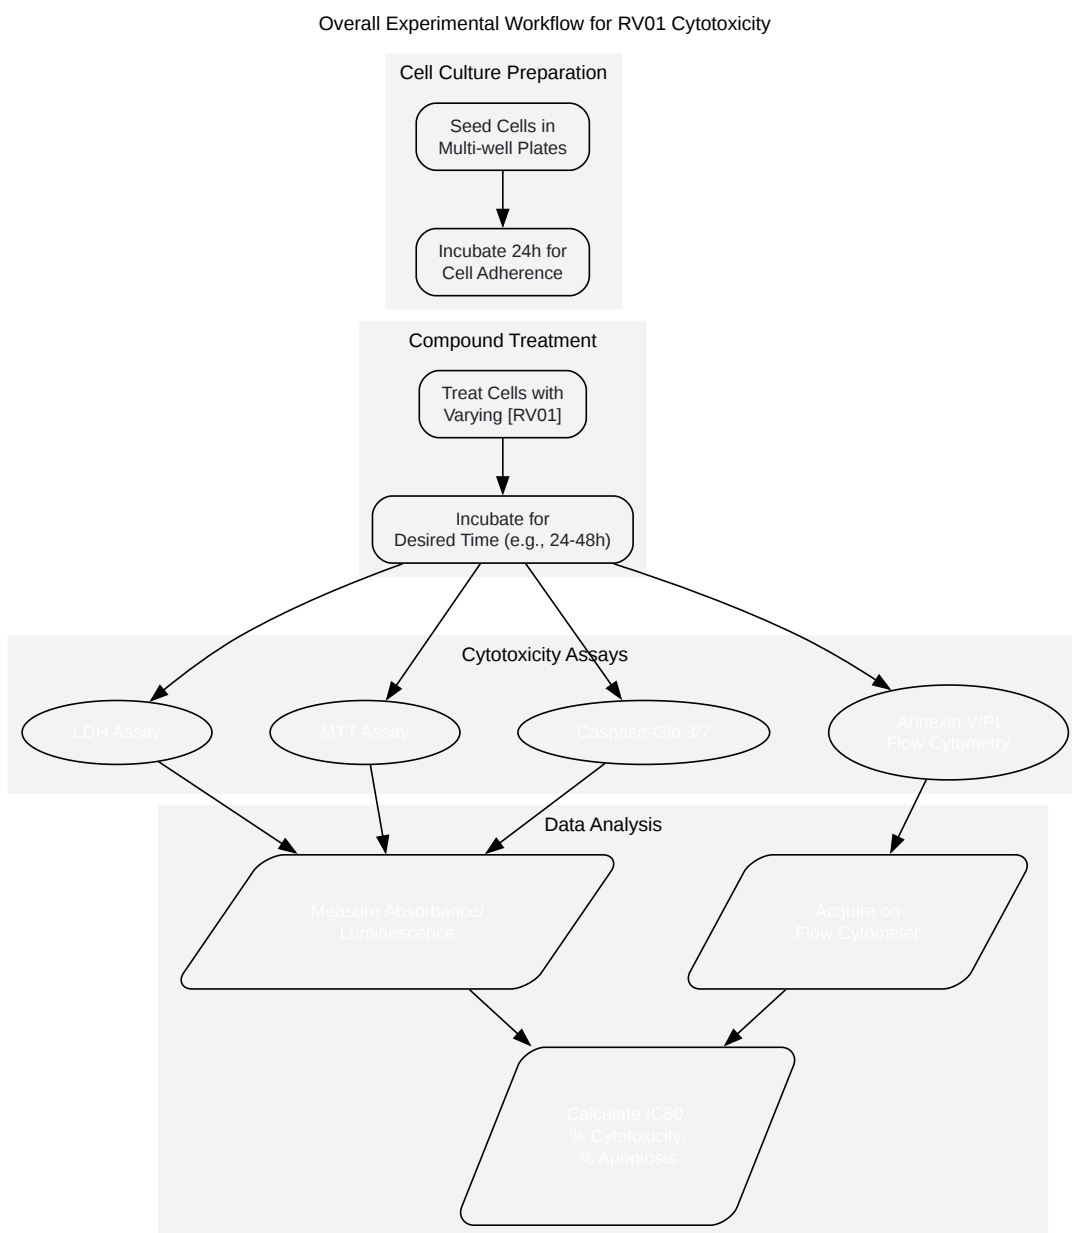 Overall Experimental Workflow for RV01 Cytotoxicity
Cell Culture Preparation
Seed Cells in
Multi-well Plates
Incubate 24h for
Cell Adherence
Compound Treatment
Treat Cells with
Varying [RV01]
Incubate for
Desired Time (e.g., 24-48h)
Cytotoxicity Assays
LDH Assay
MTT Assay
Caspase-Glo 3/7
Annexin V/PI
Flow Cytometry
Data Analysis
Measure Absorbance/
Luminescence
Acquire on
Flow Cytometer
Calculate IC50,
% Cytotoxicity,
% Apoptosis